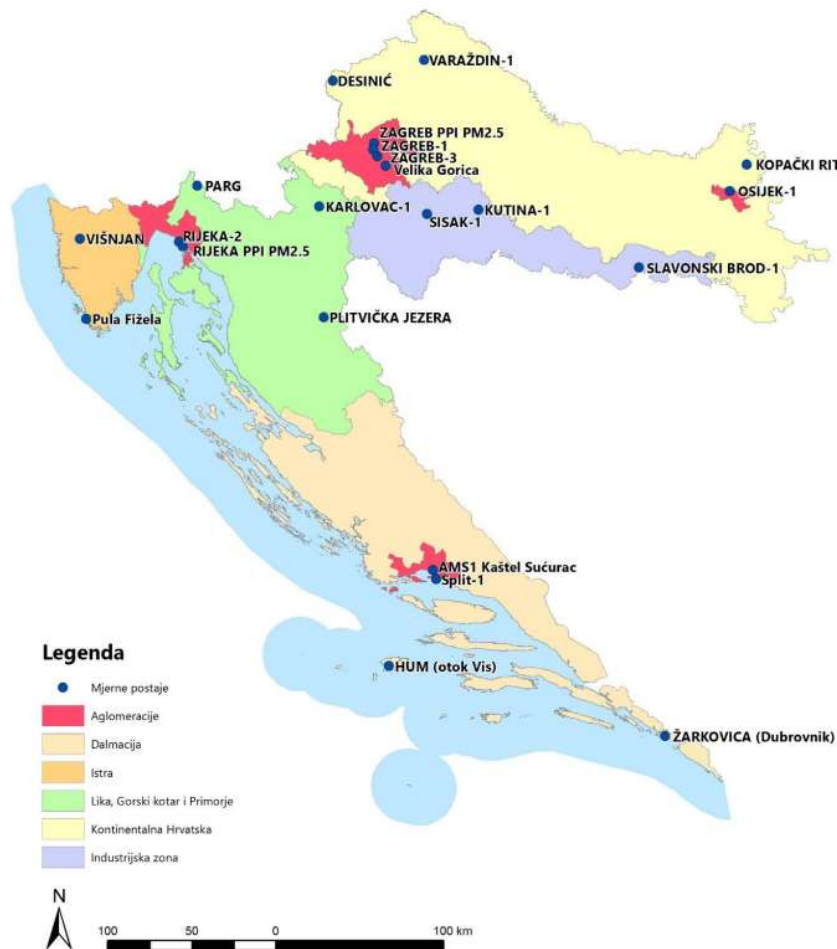 VARAŽDIN-1
DESINIĆ
ZAGREB PPI PM2.5
ZAGREB-1
ZAGREB-3
Velika Gorica
KOPAČKI RIT
OSIJEK-1
PARG
KARLOVAC-1
SISAK-1
KUTINA-1
VIŠNJAN
RIJEKA-2
RIJEKA PPI PM2.5
SLAVONSKI BROD-1
Pula Fižela
PLITVIČKA JEZERA
AMS1 Kaštel Sućurac
Split-1
HUM (otok Vis)
ŽARKOVICA (Dubrovnik)
Legenda
Mjerne postaje
Aglomeracije
Dalmacija
Istra
Lika, Gorski kotar i Primorje
Kontinentalna Hrvatska
Industrijska zona
N
100 50 0 100 km